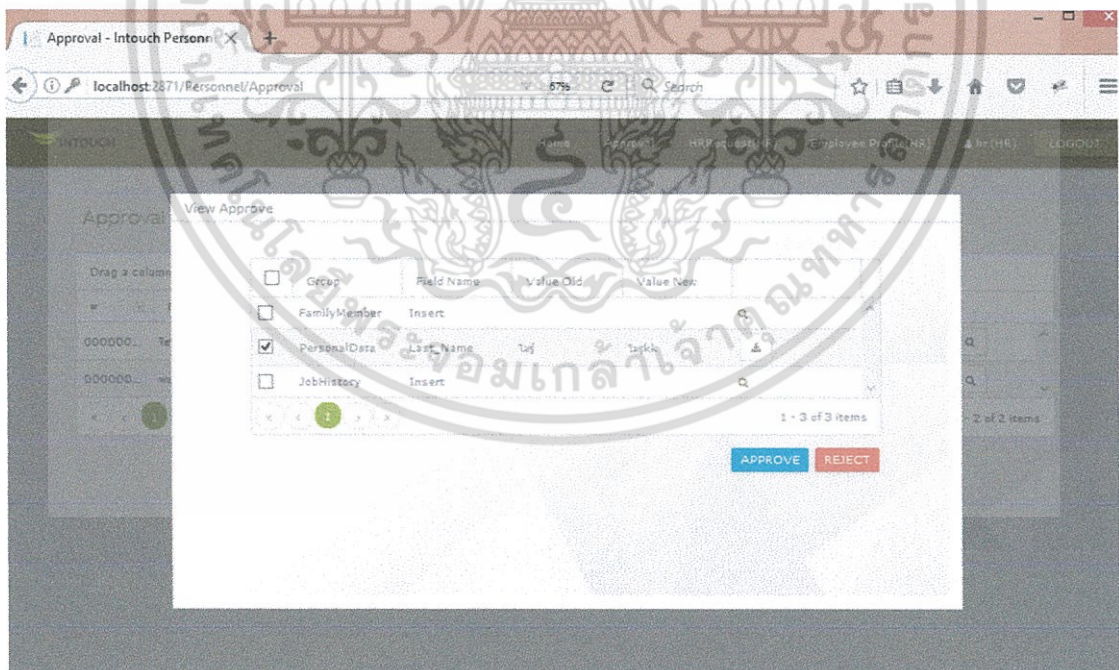 Approval - Intouch Personn
localhost:2871/Personnel/Approval
67%
Search
INTOUCH
Home
Approval
HRRequest(HR)
Employee Profile(HR)
hr(HR)
LOGOUT
Approval
View Approve
Drag a column
Group
Field Name
Value Old
Value New
FamilyMember
Insert
PersonalData
Last_Name
JobHistory
Insert
000000...
000000...
1
1
1 - 3 of 3 items
- 2 of 2 items
APPROVE
REJECT